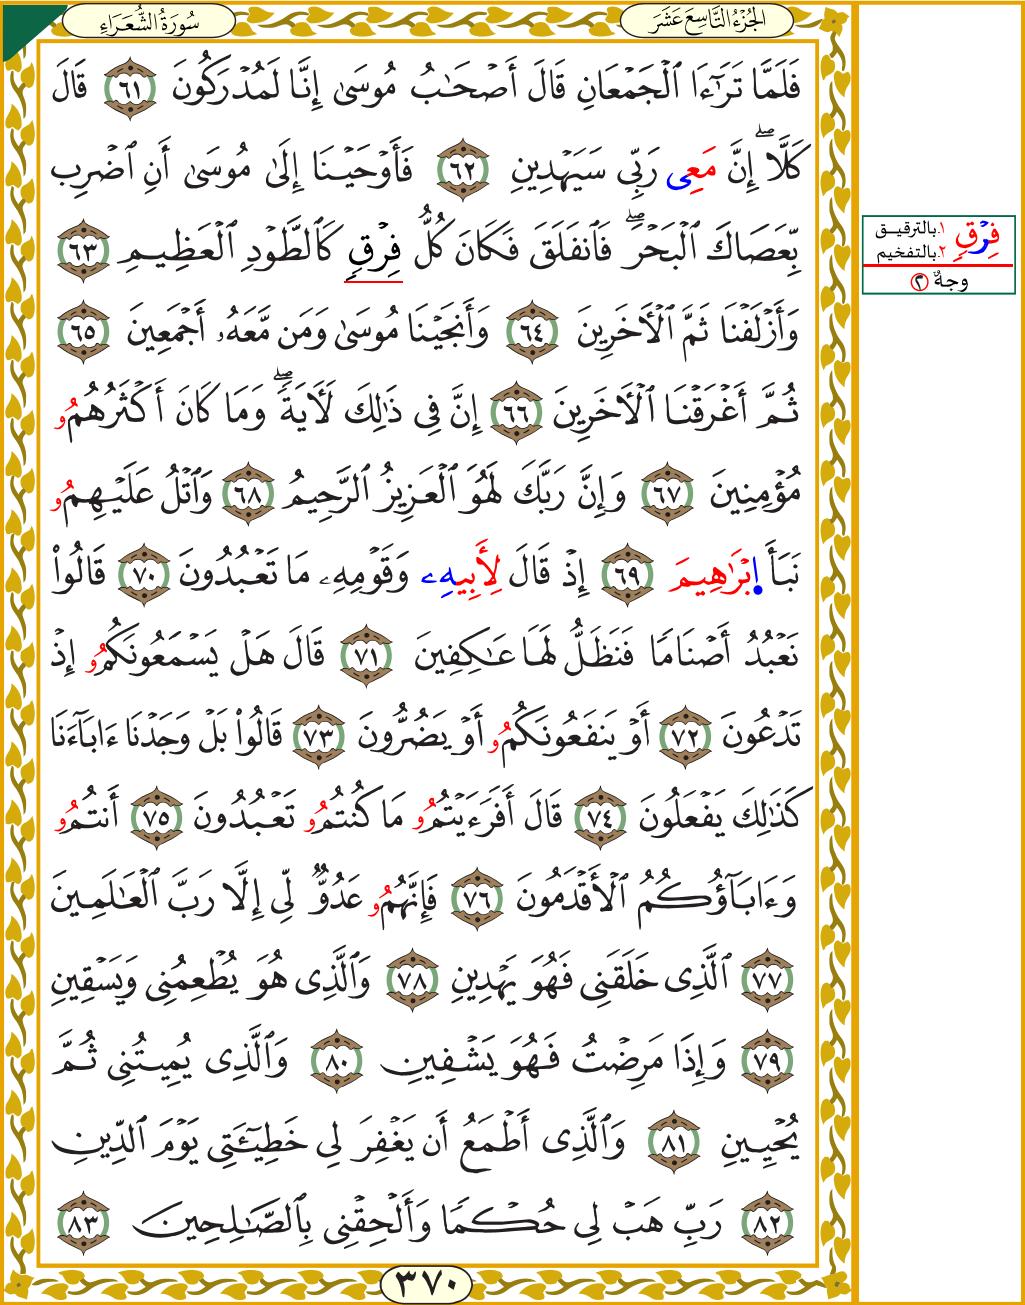 الجُزْءُ التَّاسِعَ عَشَرَ
سُورَةُ الشُّعَرَاءِ
فَلَمَّا تَرَٰٓءَا ٱلْجَمْعَانِ قَالَ أَصْحَٰبُ مُوسَىٰٓ إِنَّا لَمُدْرَكُونَ ٦١ قَالَ
كَلَّآ ۖ إِنَّ مَعِى رَبِّى سَيَهْدِينِ ٦٢ فَأَوْحَيْنَآ إِلَىٰ مُوسَىٰٓ أَنِ ٱضْرِب
بِّعَصَاكَ ٱلْبَحْرَ ۖ فَٱنفَلَقَ فَكَانَ كُلُّ فِرْقٍ كَٱلطَّوْدِ ٱلْعَظِيمِ ٦٣
وَأَزْلَفْنَا ثَمَّ ٱلْأَخَرِينَ ٦٤ وَأَنجَيْنَا مُوسَىٰ وَمَن مَّعَهُۥ أَجْمَعِينَ ٦٥
ثُمَّ أَغْرَقْنَا ٱلْأَخَرِينَ ٦٦ إِنَّ فِى ذَٰلِكَ لَأَيَةً ۖ وَمَا كَانَ أَكْثَرُهُمُو
مُّؤْمِنِينَ ٦٧ وَإِنَّ رَبَّكَ لَهُوَ ٱلْعَزِيزُ ٱلرَّحِيمُ ٦٨ وَٱتْلُ عَلَيْهِمُو
نَبَأَ إِبْرَٰهِيمَ ٦٩ إِذْ قَالَ لِأَبِيهِۦ وَقَوْمِهِۦ مَا تَعْبُدُونَ ٧٠ قَالُوا۟
نَعْبُدُ أَصْنَامًا فَنَظَلُّ لَهَا عَٰكِفِينَ ٧١ قَالَ هَلْ يَسْمَعُونَكُمُو إِذْ
تَدْعُونَ ٧٢ أَوْ يَنفَعُونَكُمُو أَوْ يَضُرُّونَ ٧٣ قَالُوا۟ بَلْ وَجَدْنَآ ءَابَآءَنَا
كَذَٰلِكَ يَفْعَلُونَ ٧٤ قَالَ أَفَرَءَيْتُمُو مَا كُنتُمُو تَعْبُدُونَ ٧٥ أَنتُمُو
وَءَابَآؤُكُمُ ٱلْأَقْدَمُونَ ٧٦ فَإِنَّهُمُو عَدُوٌّ لِّى إِلَّا رَبَّ ٱلْعَٰلَمِينَ
٧٧ ٱلَّذِى خَلَقَنِى فَهُوَ يَهْدِينِ ٧٨ وَٱلَّذِى هُوَ يُطْعِمُنِى وَيَسْقِينِ
٧٩ وَإِذَا مَرِضْتُ فَهُوَ يَشْفِينِ ٨٠ وَٱلَّذِى يُمِيتُنِى ثُمَّ
يُحْيِينِ ٨١ وَٱلَّذِىٓ أَطْمَعُ أَن يَغْفِرَ لِى خَطِيٓـَٔتِى يَوْمَ ٱلدِّينِ
٨٢ رَبِّ هَبْ لِى حُكْمًا وَأَلْحِقْنِى بِٱلصَّٰلِحِينَ ٨٣
٣٧٠
فِرْقٍ
١.بالترقيق
٢.بالتفخيم
وجهٌ ٢